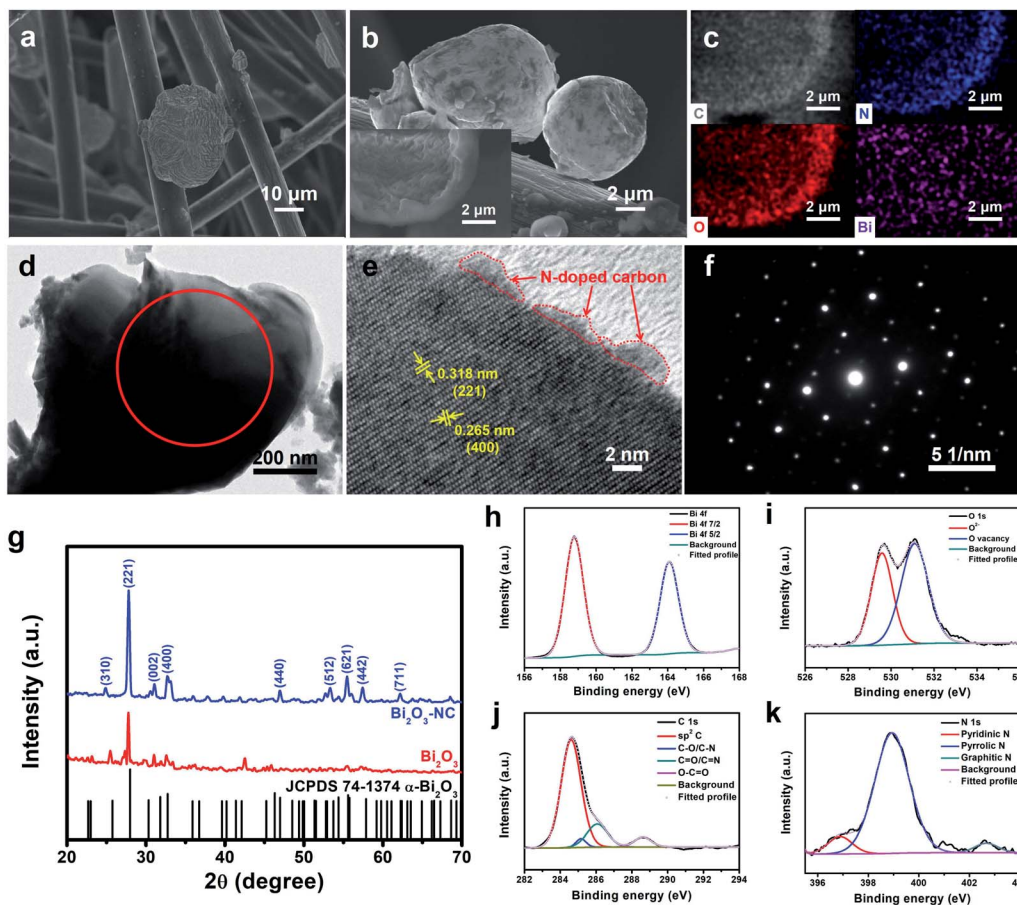 a
10 μm
b
2 μm
2 μm
c
2 μm
C
2 μm
N
2 μm
O
2 μm
Bi
d
200 nm
e
N-doped carbon
0.318 nm
(221)
0.265 nm
(400)
2 nm
f
5 1/nm
g
Intensity (a.u.)
(310)
(221)
(002)
(400)
(440)
(512)
(621)
(442)
(711)
Bi₂O₃-NC
Bi₂O₃
JCPDS 74-1374 α-Bi₂O₃
20 30 40 50 60 70
2θ (degree)
h
Intensity (a.u.)
Bi 4f
Bi 4f 7/2
Bi 4f 5/2
Background
Fitted profile
156 158 160 162 164 166 168
Binding energy (eV)
i
Intensity (a.u.)
O 1s
O²⁻
O vacancy
Background
Fitted profile
526 528 530 532 534
Binding energy (eV)
j
Intensity (a.u.)
C 1s
sp² C
C-O/C-N
C=O/C=N
O-C=O
Background
Fitted profile
282 284 286 288 290 292 294
Binding energy (eV)
k
Intensity (a.u.)
N 1s
Pyridinic N
Pyrrolic N
Graphitic N
Background
Fitted profile
396 398 400 402
Binding energy (eV)